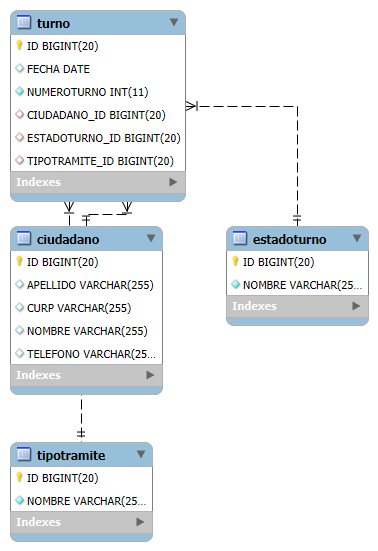 turno
ID BIGINT(20)
FECHA DATE
NUMEROTURNO INT(11)
CIUDADANO_ID BIGINT(20)
ESTADOTURNO_ID BIGINT(20)
TIPOTRAMITE_ID BIGINT(20)
Indexes
ciudadano
ID BIGINT(20)
APELLIDO VARCHAR(255)
CURP VARCHAR(255)
NOMBRE VARCHAR(255)
TELEFONO VARCHAR(25...
Indexes
estadoturno
ID BIGINT(20)
NOMBRE VARCHAR(25...
Indexes
tipotramite
ID BIGINT(20)
NOMBRE VARCHAR(25...
Indexes